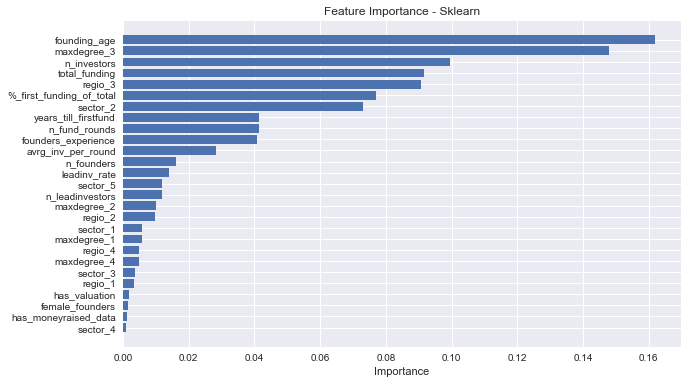 Feature Importance - Sklearn
founding_age
maxdegree_3
n_investors
total_funding
regio_3
%_first_funding_of_total
sector_2
years_till_firstfund
n_fund_rounds
founders_experience
avrg_inv_per_round
n_founders
leadinv_rate
sector_5
n_leadinvestors
maxdegree_2
regio_2
sector_1
maxdegree_1
regio_4
maxdegree_4
sector_3
regio_1
has_valuation
female_founders
has_moneyraised_data
sector_4
0.00 0.02 0.04 0.06 0.08 0.10 0.12 0.14 0.16
Importance